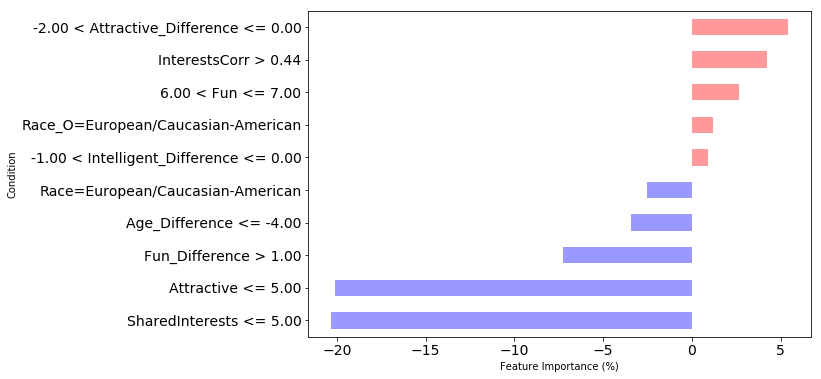 -2.00 < Attractive_Difference <= 0.00
InterestsCorr > 0.44
6.00 < Fun <= 7.00
Race_O=European/Caucasian-American
-1.00 < Intelligent_Difference <= 0.00
Race=European/Caucasian-American
Age_Difference <= -4.00
Fun_Difference > 1.00
Attractive <= 5.00
SharedInterests <= 5.00
Condition
−20 −15 −10 −5 0 5
Feature Importance (%)